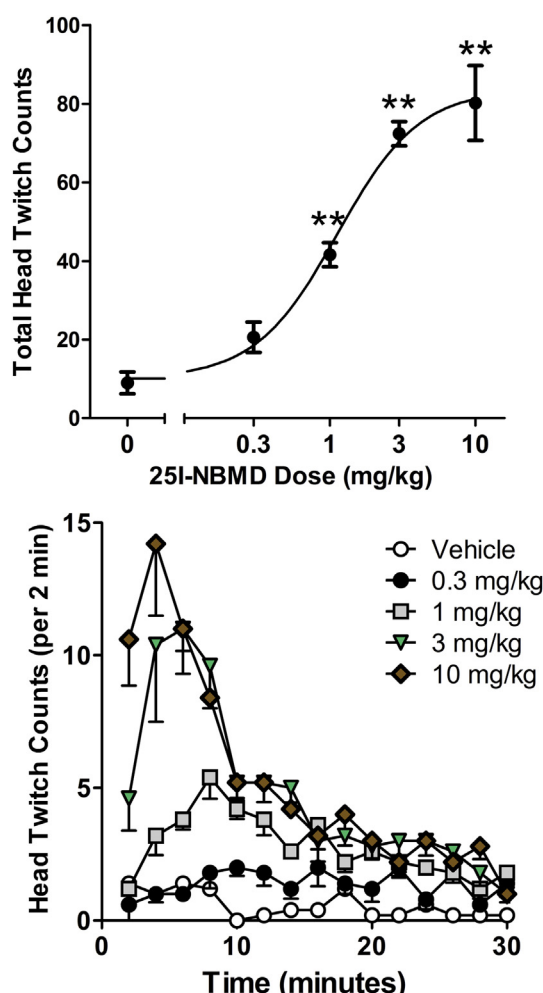 100
80
60
40
20
0
Total Head Twitch Counts
**
**
**
0 0.3 1 3 10
25I-NBMD Dose (mg/kg)
15
10
5
0
Head Twitch Counts (per 2 min)
Vehicle
0.3 mg/kg
1 mg/kg
3 mg/kg
10 mg/kg
0 10 20 30
Time (minutes)